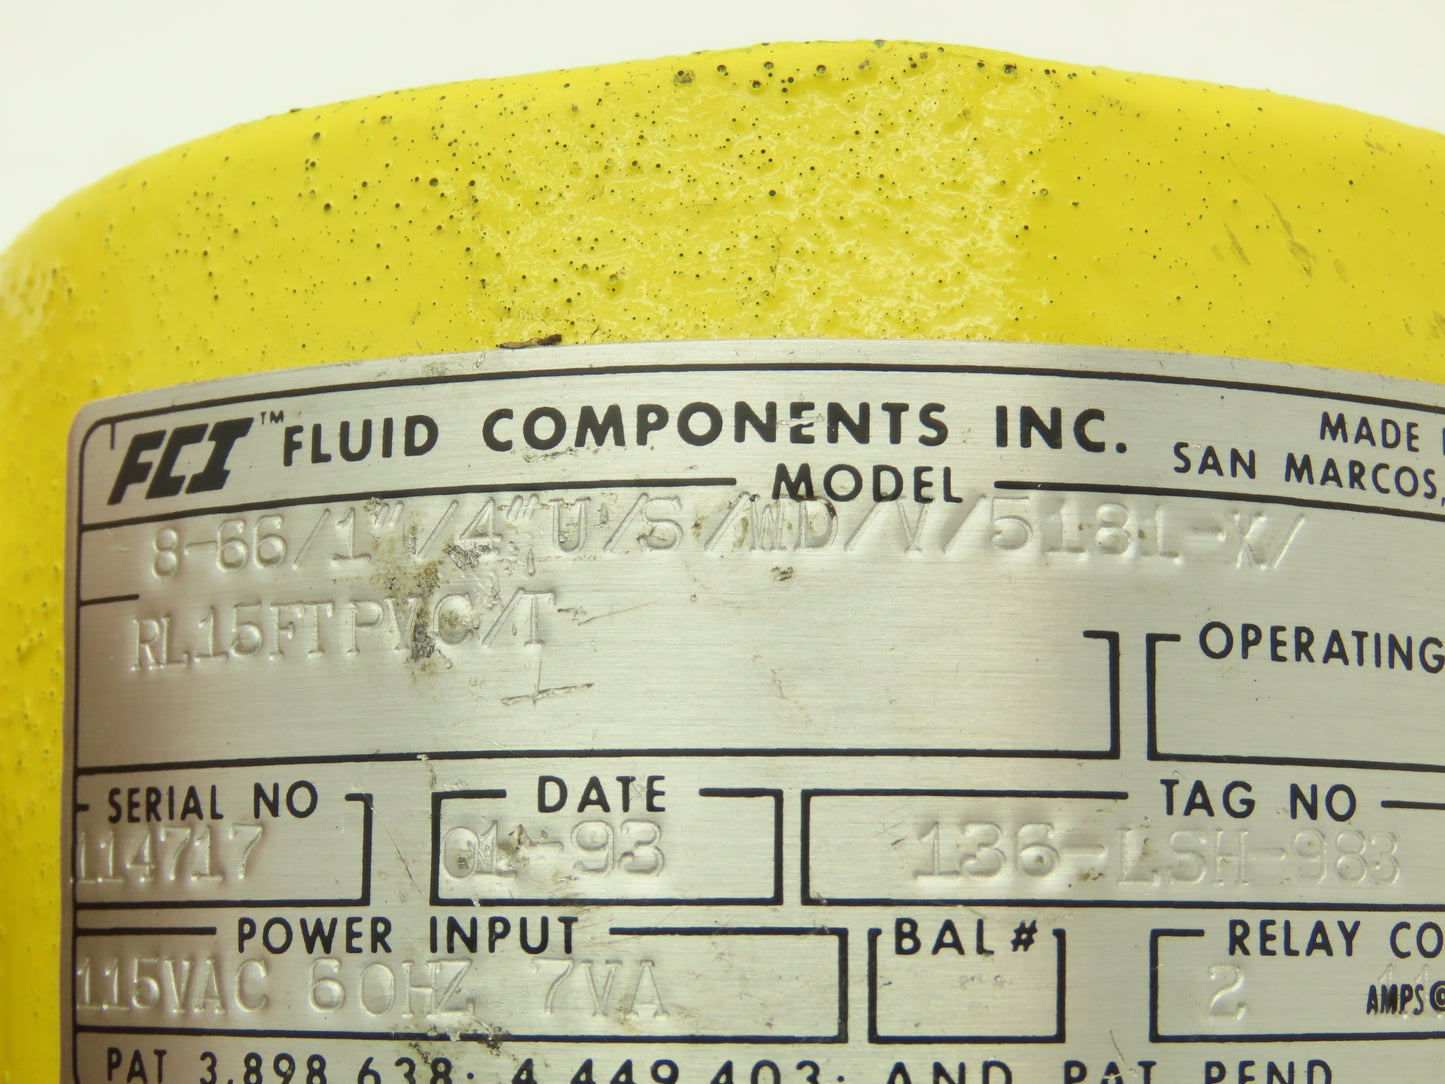 FCI™ FLUID COMPONENTS INC. MADE
SAN MARCOS,
MODEL
8-66/1"/4"U/S/MD/V/5181-X/
RL15FTPVC/T
OPERATING
SERIAL NO DATE TAG NO
114717 01-93 136-LSH-983
POWER INPUT BAL # RELAY CO
115VAC 60HZ 7VA 2
AMPS@
PAT 3,898,638; 4,449,403; AND PAT PEND